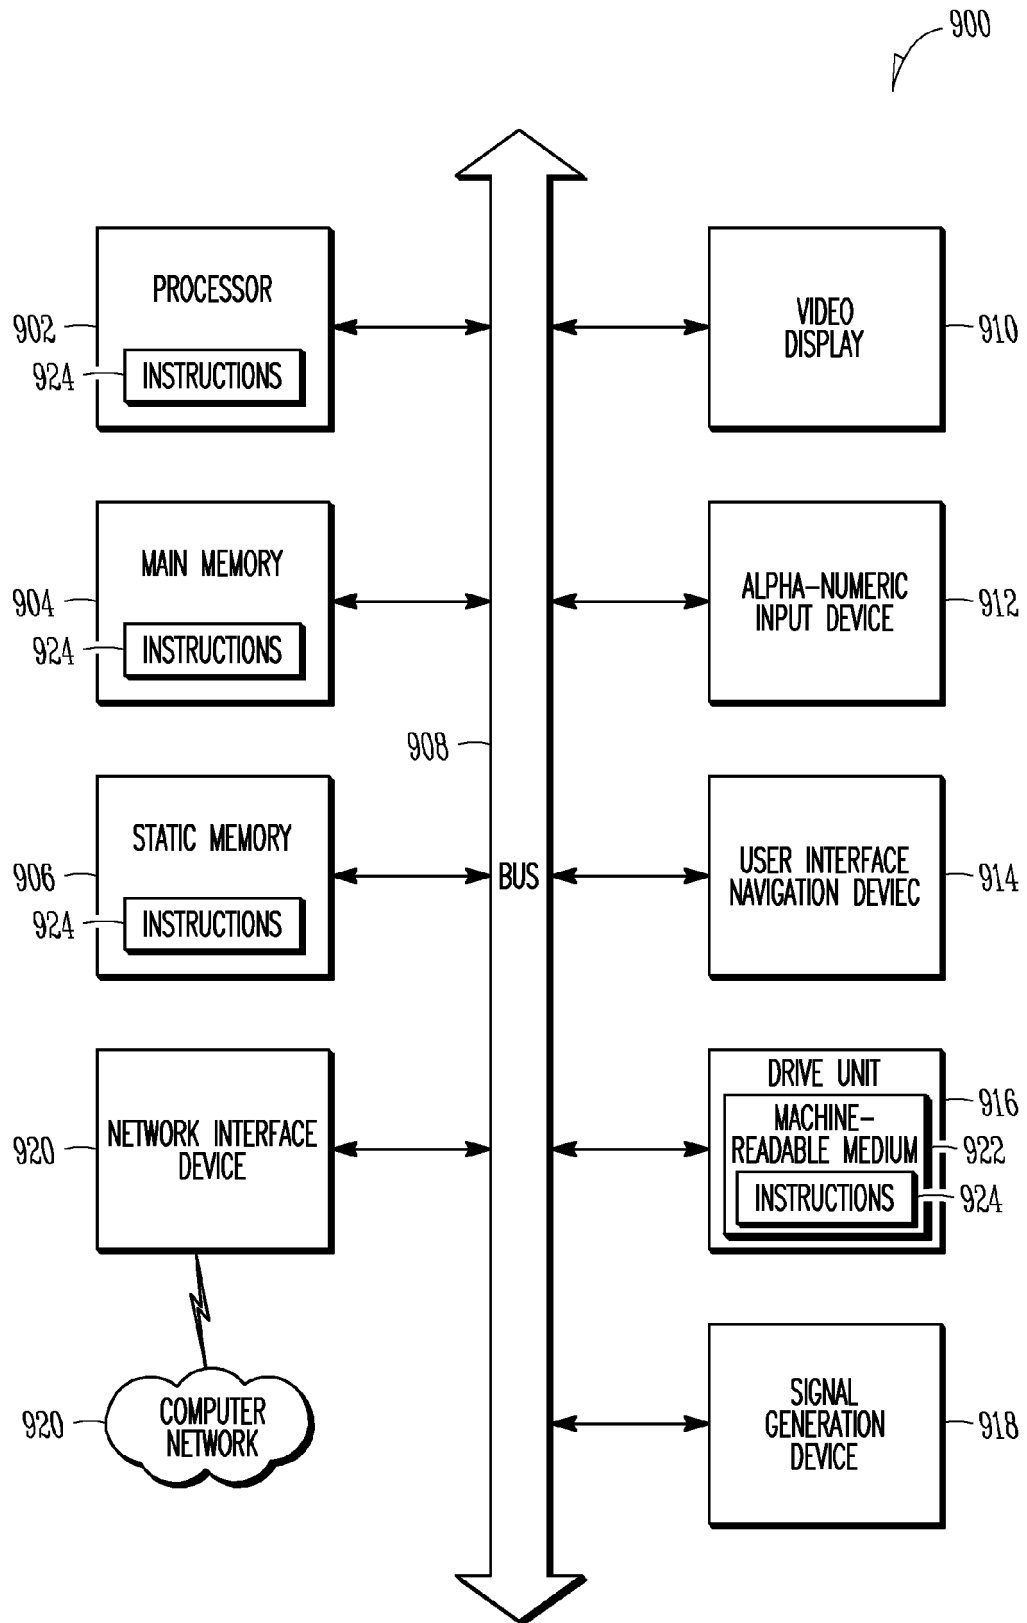 900
PROCESSOR
902
924
INSTRUCTIONS
VIDEO
DISPLAY
910
MAIN MEMORY
904
924
INSTRUCTIONS
ALPHA-NUMERIC
INPUT DEVICE
912
908
STATIC MEMORY
906
924
INSTRUCTIONS
BUS
USER INTERFACE
NAVIGATION DEVIEC
914
920
NETWORK INTERFACE
DEVICE
DRIVE UNIT
916
MACHINE-
READABLE MEDIUM
922
INSTRUCTIONS
924
920
COMPUTER
NETWORK
SIGNAL
GENERATION
DEVICE
918